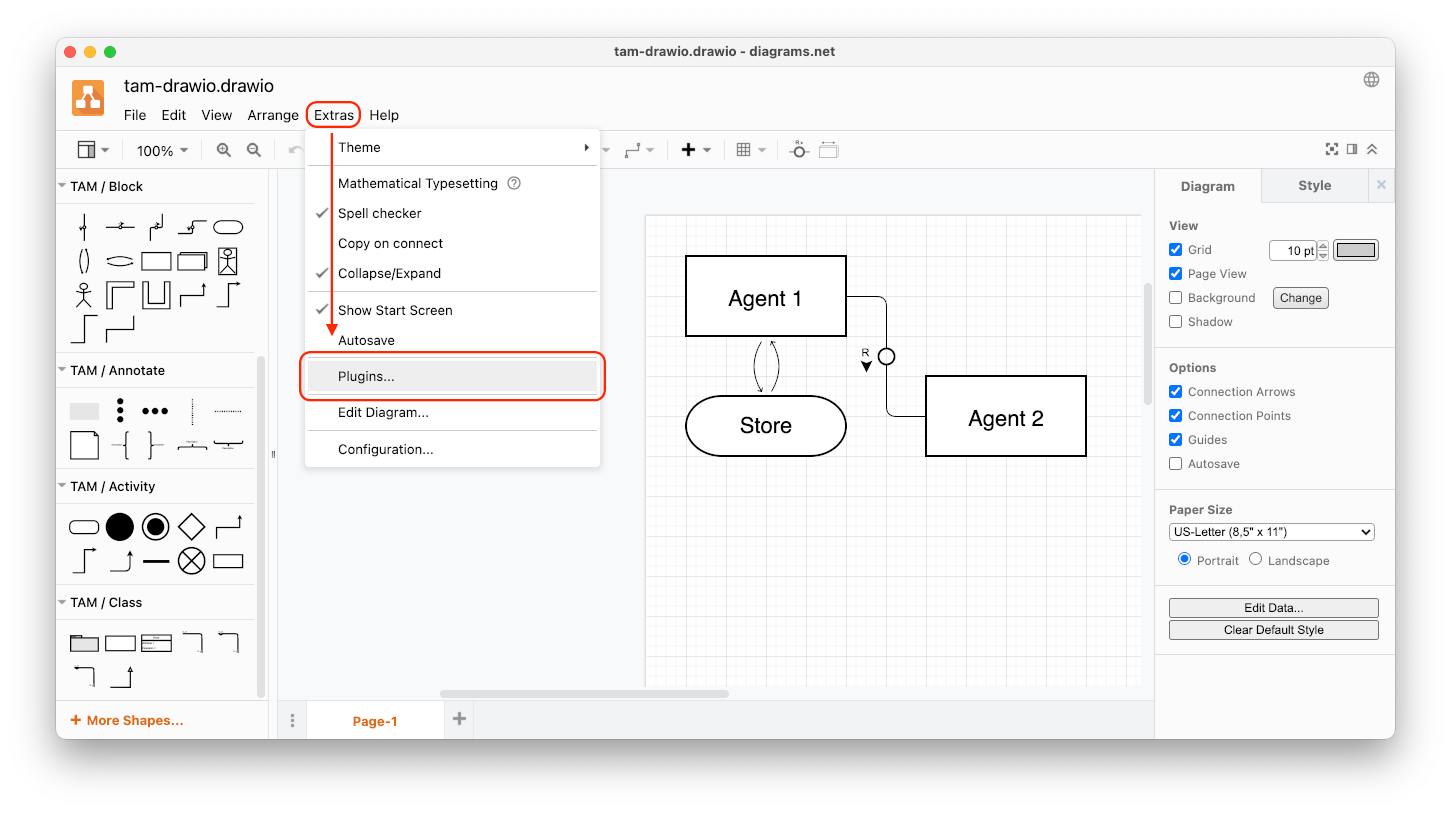 tam-drawio.drawio - diagrams.net
tam-drawio.drawio
File Edit View Arrange Extras Help
100%
R
TAM / Block
TAM / Annotate
TAM / Activity
TAM / Class
+ More Shapes...
Theme
Mathematical Typesetting ?
Spell checker
Copy on connect
Collapse/Expand
Show Start Screen
Autosave
Plugins...
Edit Diagram...
Configuration...
Agent 1
R
Store
Agent 2
Page-1
Diagram Style
View
Grid 10 pt
Page View
Background Change
Shadow
Options
Connection Arrows
Connection Points
Guides
Autosave
Paper Size
US-Letter (8,5" x 11")
Portrait Landscape
Edit Data...
Clear Default Style